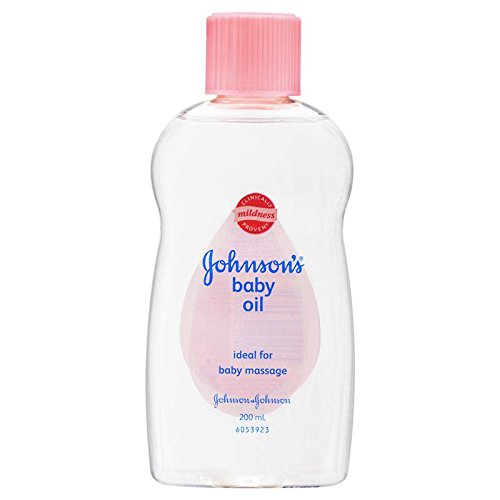 CLINICALLY
mildness
PROVEN*
Johnson's®
baby
oil
ideal for
baby massage
Johnson & Johnson
200 mL
6053923